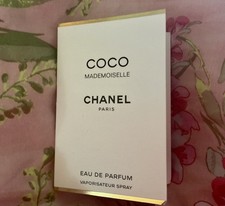 COCO
MADEMOISELLE
CHANEL
PARIS
EAU DE PARFUM
VAPORISATEUR SPRAY